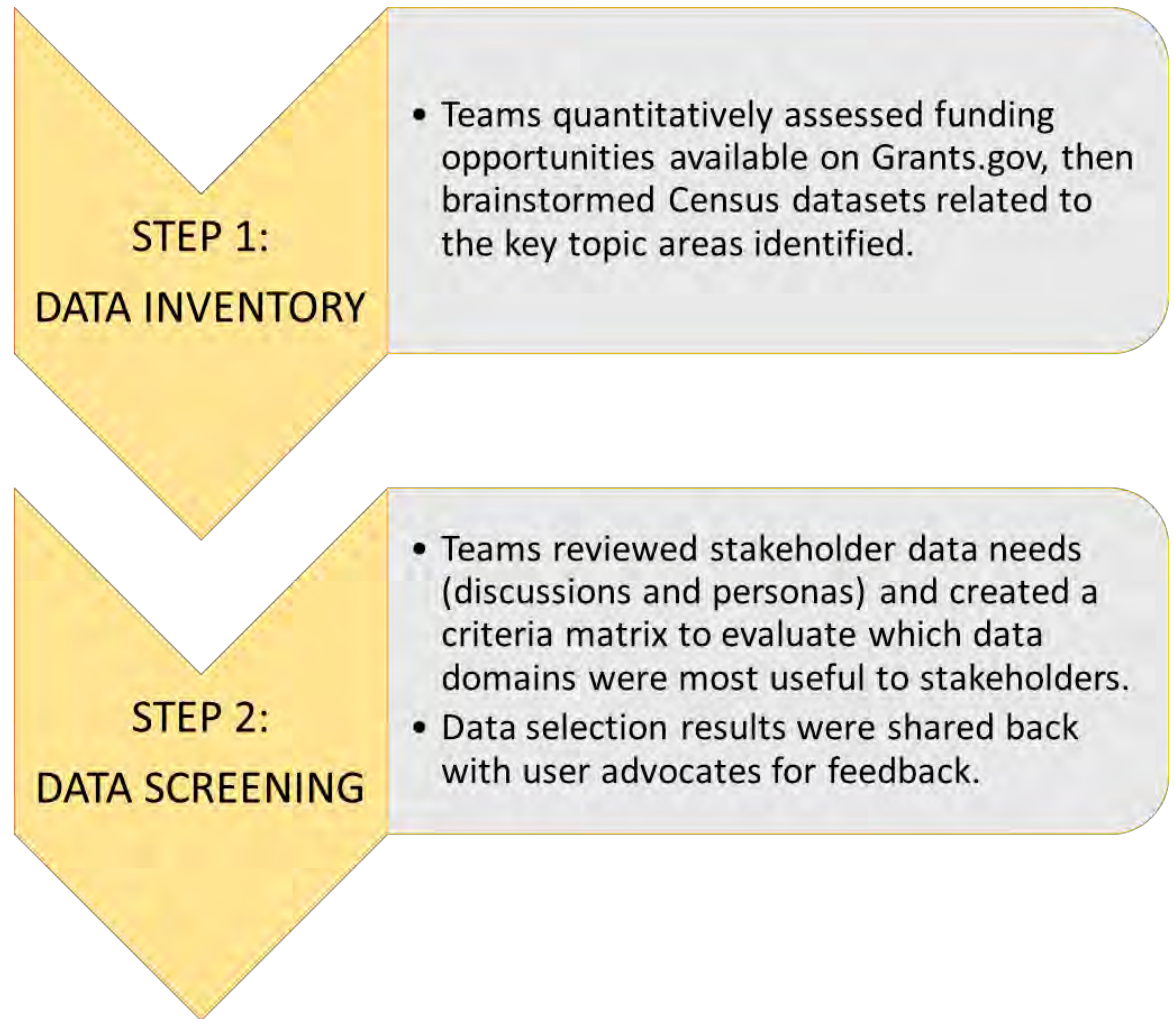 STEP 1:
DATA INVENTORY
• Teams quantitatively assessed funding
opportunities available on Grants.gov, then
brainstormed Census datasets related to
the key topic areas identified.
STEP 2:
DATA SCREENING
• Teams reviewed stakeholder data needs
(discussions and personas) and created a
criteria matrix to evaluate which data
domains were most useful to stakeholders.
• Data selection results were shared back
with user advocates for feedback.